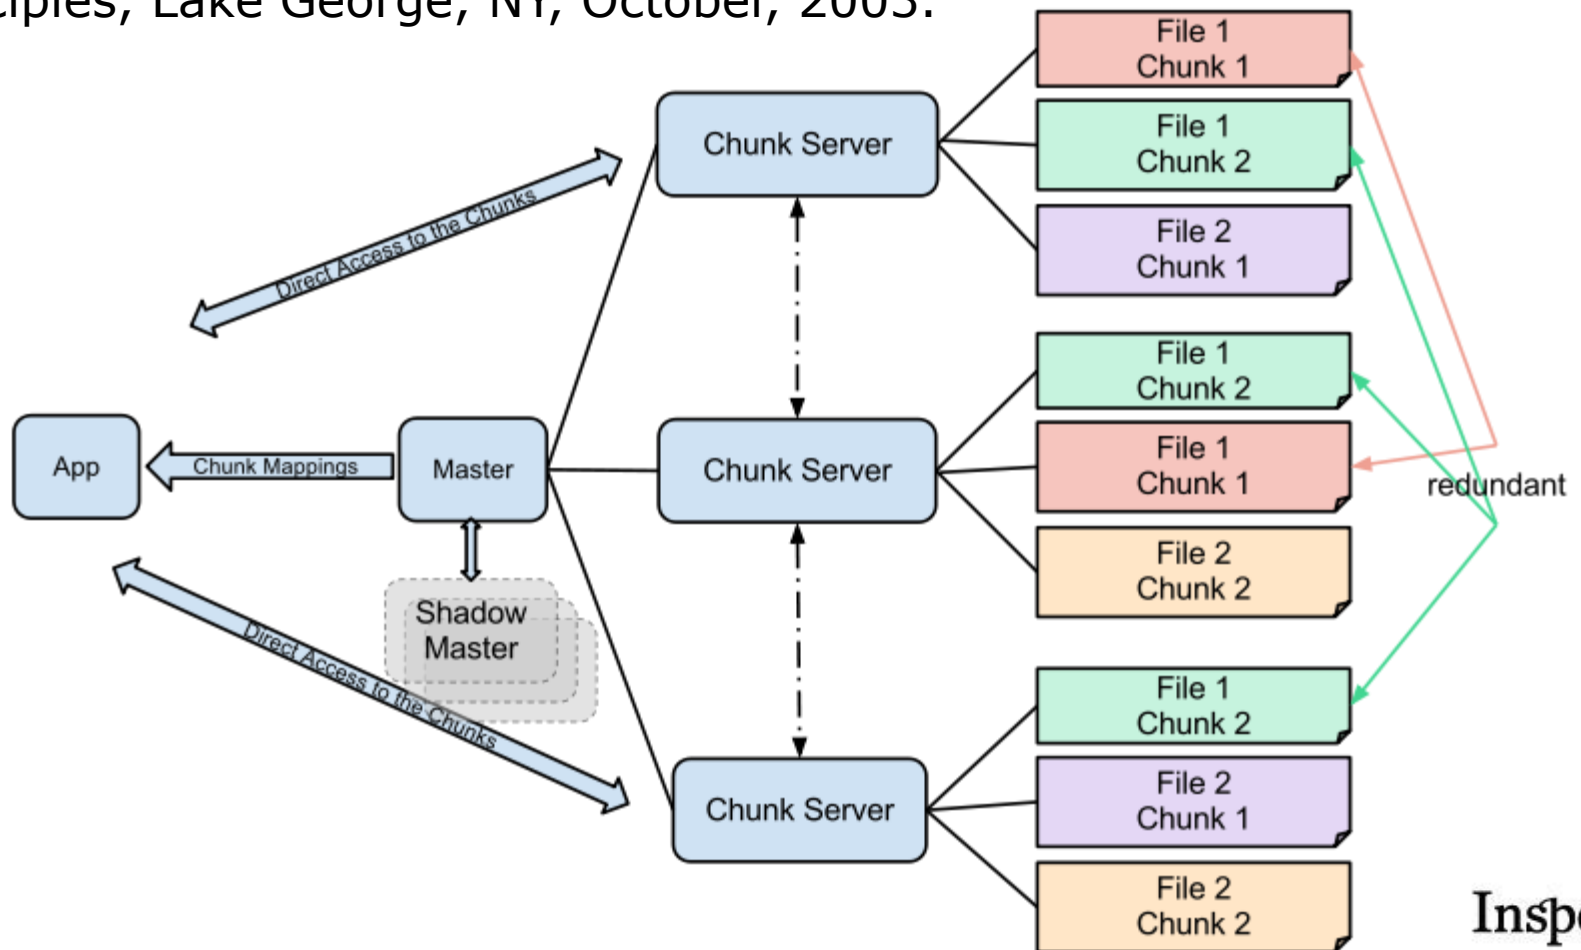 Lake George, NY, October, 2003.
File 1
Chunk 1
File 1
Chunk 2
File 2
Chunk 1
Chunk Server
Direct Access to the Chunks
File 1
Chunk 2
File 1
Chunk 1
File 2
Chunk 2
redundant
Chunk Server
App
Chunk Mappings
Master
Shadow
Master
Direct Access to the Chunks
File 1
Chunk 2
File 2
Chunk 1
File 2
Chunk 2
Chunk Server